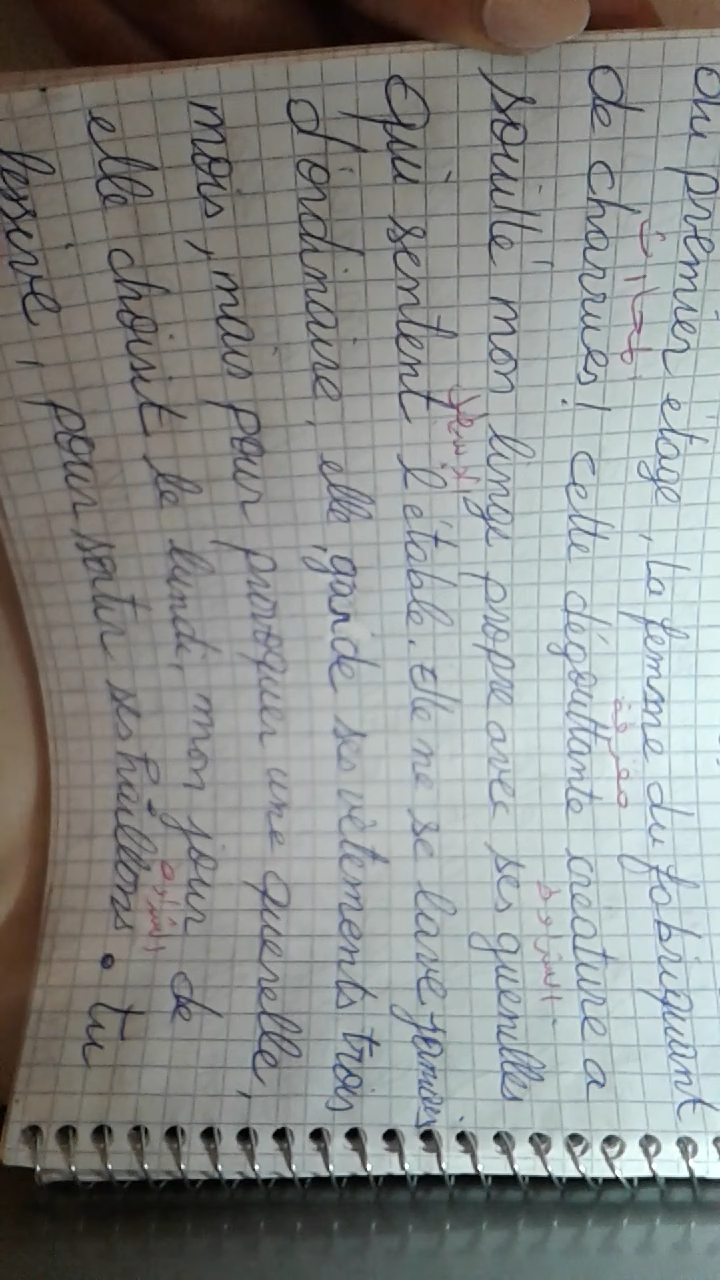 au premier étage, la femme du fabriquant
de charrues! cette dégouttante créature a
souillé mon linge propre avec ses guenilles
qui sentent l'étable. Elle ne se lave jamais
d'ordinaire, elle garde ses vêtements trois
mois, mais pour provoquer une querelle,
elle choisit le lundi, mon jour de
lessive, pour sortir ses haillons. tu